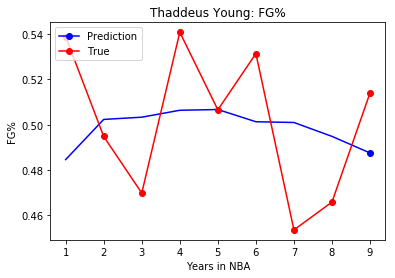 Thaddeus Young: FG%
Prediction
True
0.54
0.52
0.50
0.48
0.46
FG%
1 2 3 4 5 6 7 8 9
Years in NBA